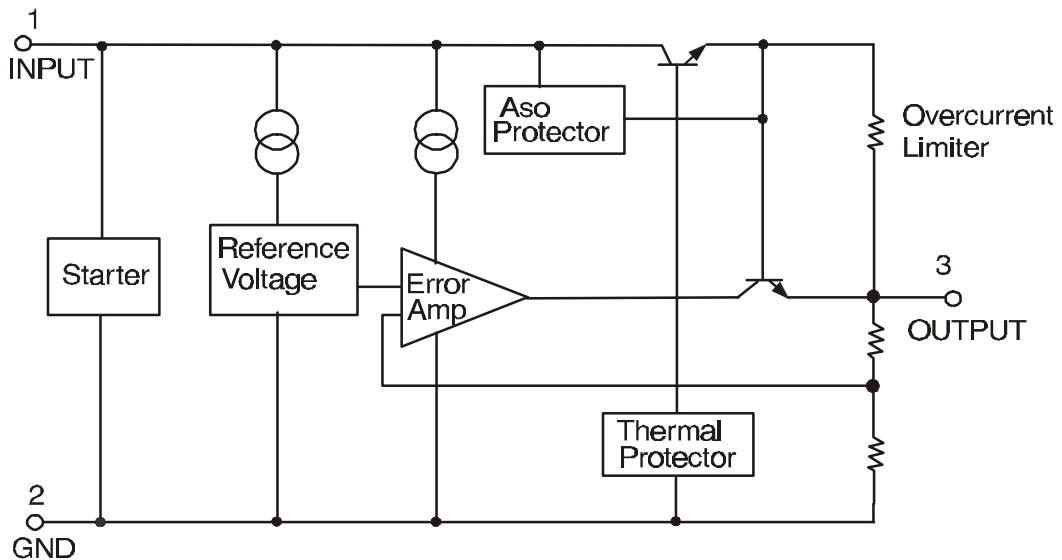 1
INPUT
Aso
Protector
Overcurrent
Limiter
Starter
Reference
Voltage
Error
Amp
3
OUTPUT
Thermal
Protector
2
GND